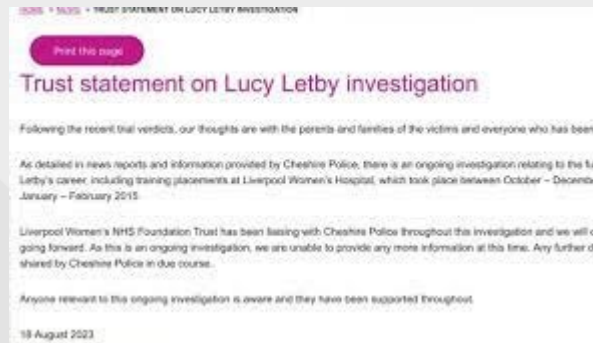 HOME > NEWS > TRUST STATEMENT ON LUCY LETBY INVESTIGATION
Print this page
Trust statement on Lucy Letby investigation
Following the recent trial verdicts, our thoughts are with the parents and families of the victims and everyone who has been
As detailed in news reports and information provided by Cheshire Police, there is an ongoing investigation relating to the
Letby's career, including training placements at Liverpool Women's Hospital, which took place between October –
January – February 2015.
Liverpool Women's NHS Foundation Trust has been liaising with Cheshire Police throughout this investigation and we will
going forward. As this is an ongoing investigation, we are unable to provide any more information at this time. Any further
shared by Cheshire Police in due course.
Anyone relevant to this ongoing investigation is aware and they have been supported throughout.
18 August 2023